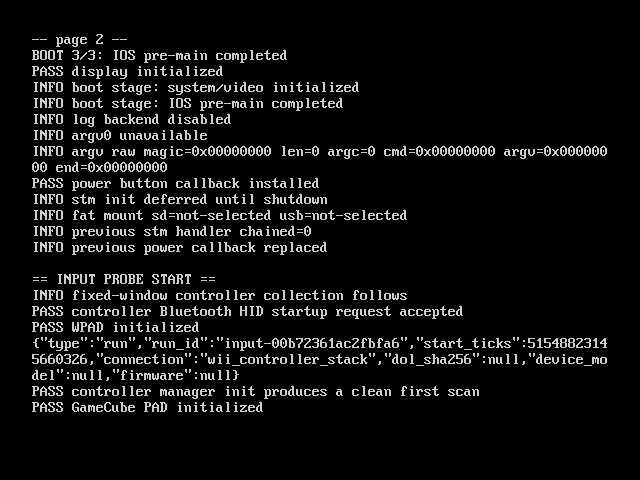 -- page 2 --
BOOT 3/3: IOS pre-main completed
PASS display initialized
INFO boot stage: system/video initialized
INFO boot stage: IOS pre-main completed
INFO log backend disabled
INFO argv0 unavailable
INFO argv raw magic=0x00000000 len=0 argc=0 cmd=0x00000000 argv=0x000000
00 end=0x00000000
PASS power button callback installed
INFO stm init deferred until shutdown
INFO fat mount sd=not-selected usb=not-selected
INFO previous stm handler chained=0
INFO previous power callback replaced
== INPUT PROBE START ==
INFO fixed-window controller collection follows
PASS controller Bluetooth HID startup request accepted
PASS WPAD initialized
{"type":"run","run_id":"input-00b72361ac2fbfa6","start_ticks":5154882314
5660326,"connection":"wii_controller_stack","dol_sha256":null,"device_mo
del":null,"firmware":null}
PASS controller manager init produces a clean first scan
PASS GameCube PAD initialized